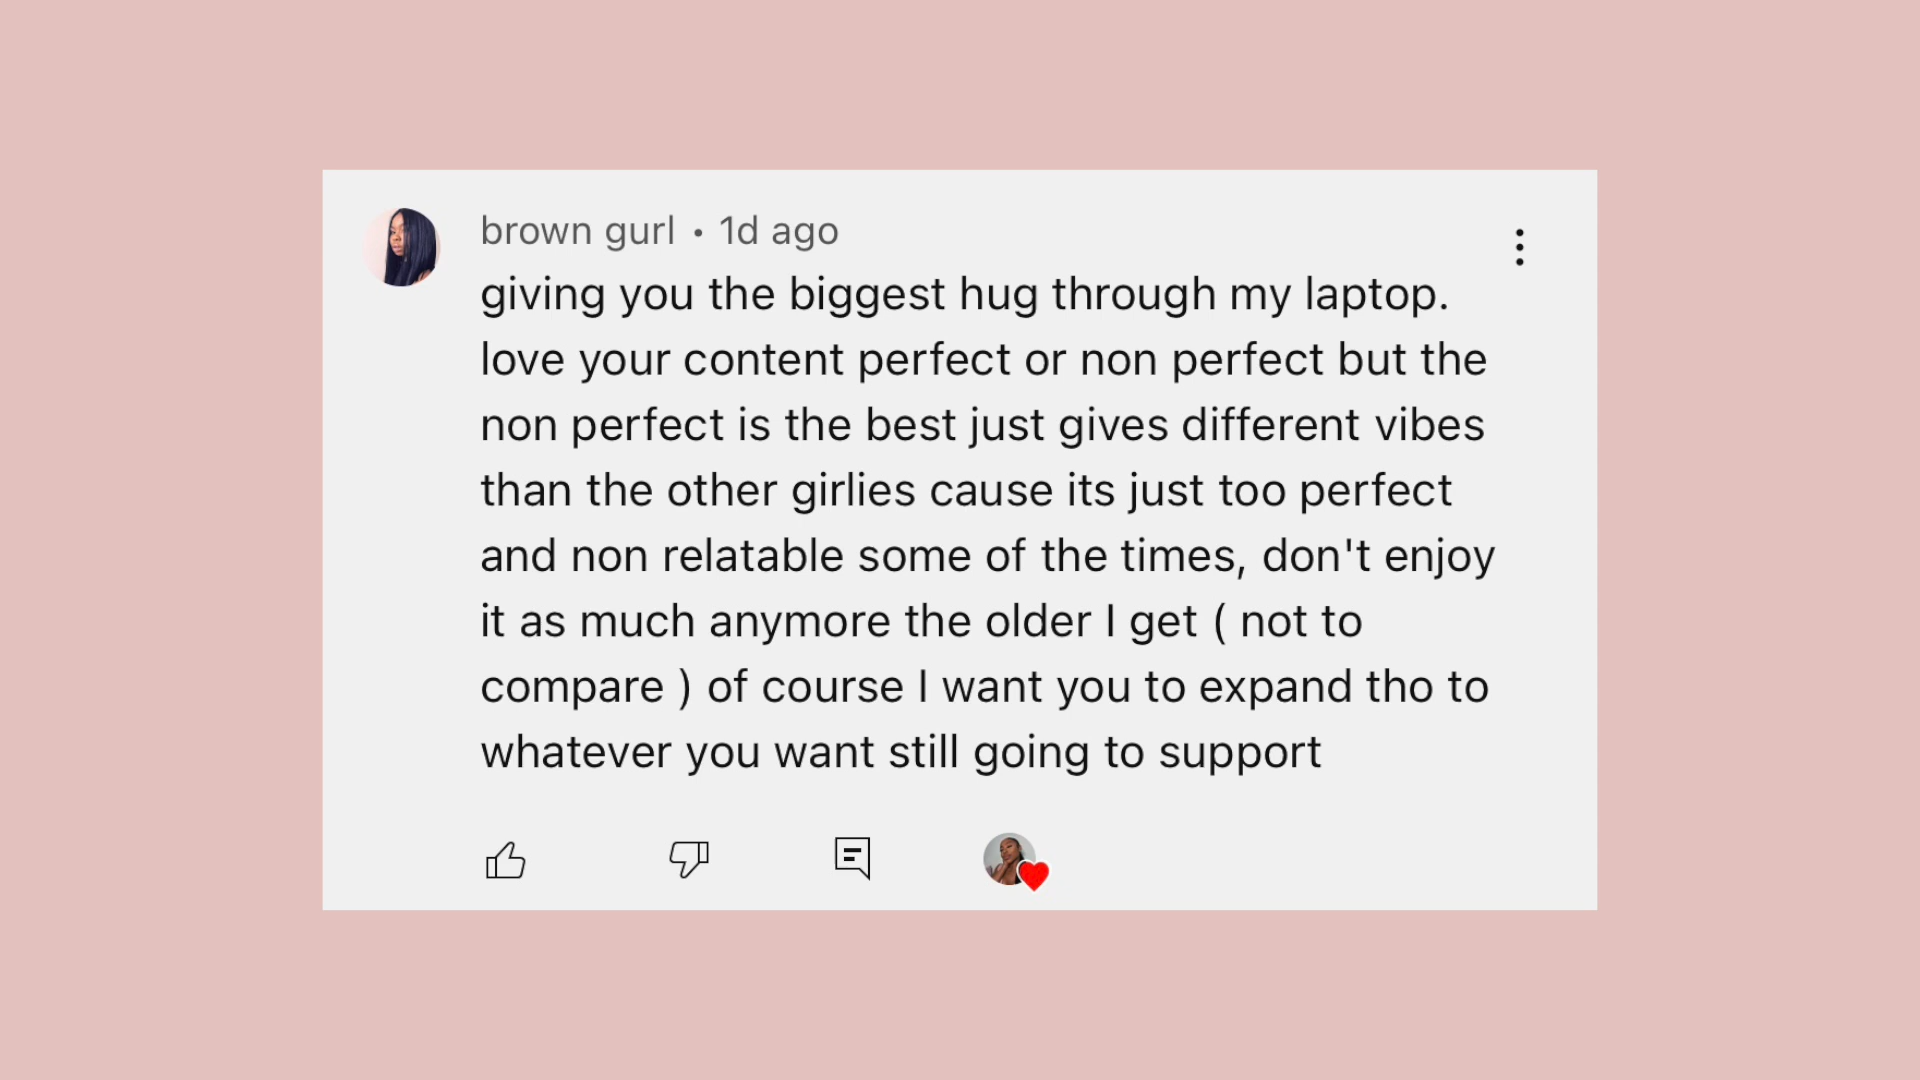 brown gurl • 1d ago
giving you the biggest hug through my laptop.
love your content perfect or non perfect but the
non perfect is the best just gives different vibes
than the other girlies cause its just too perfect
and non relatable some of the times, don't enjoy
it as much anymore the older I get ( not to
compare ) of course I want you to expand tho to
whatever you want still going to support